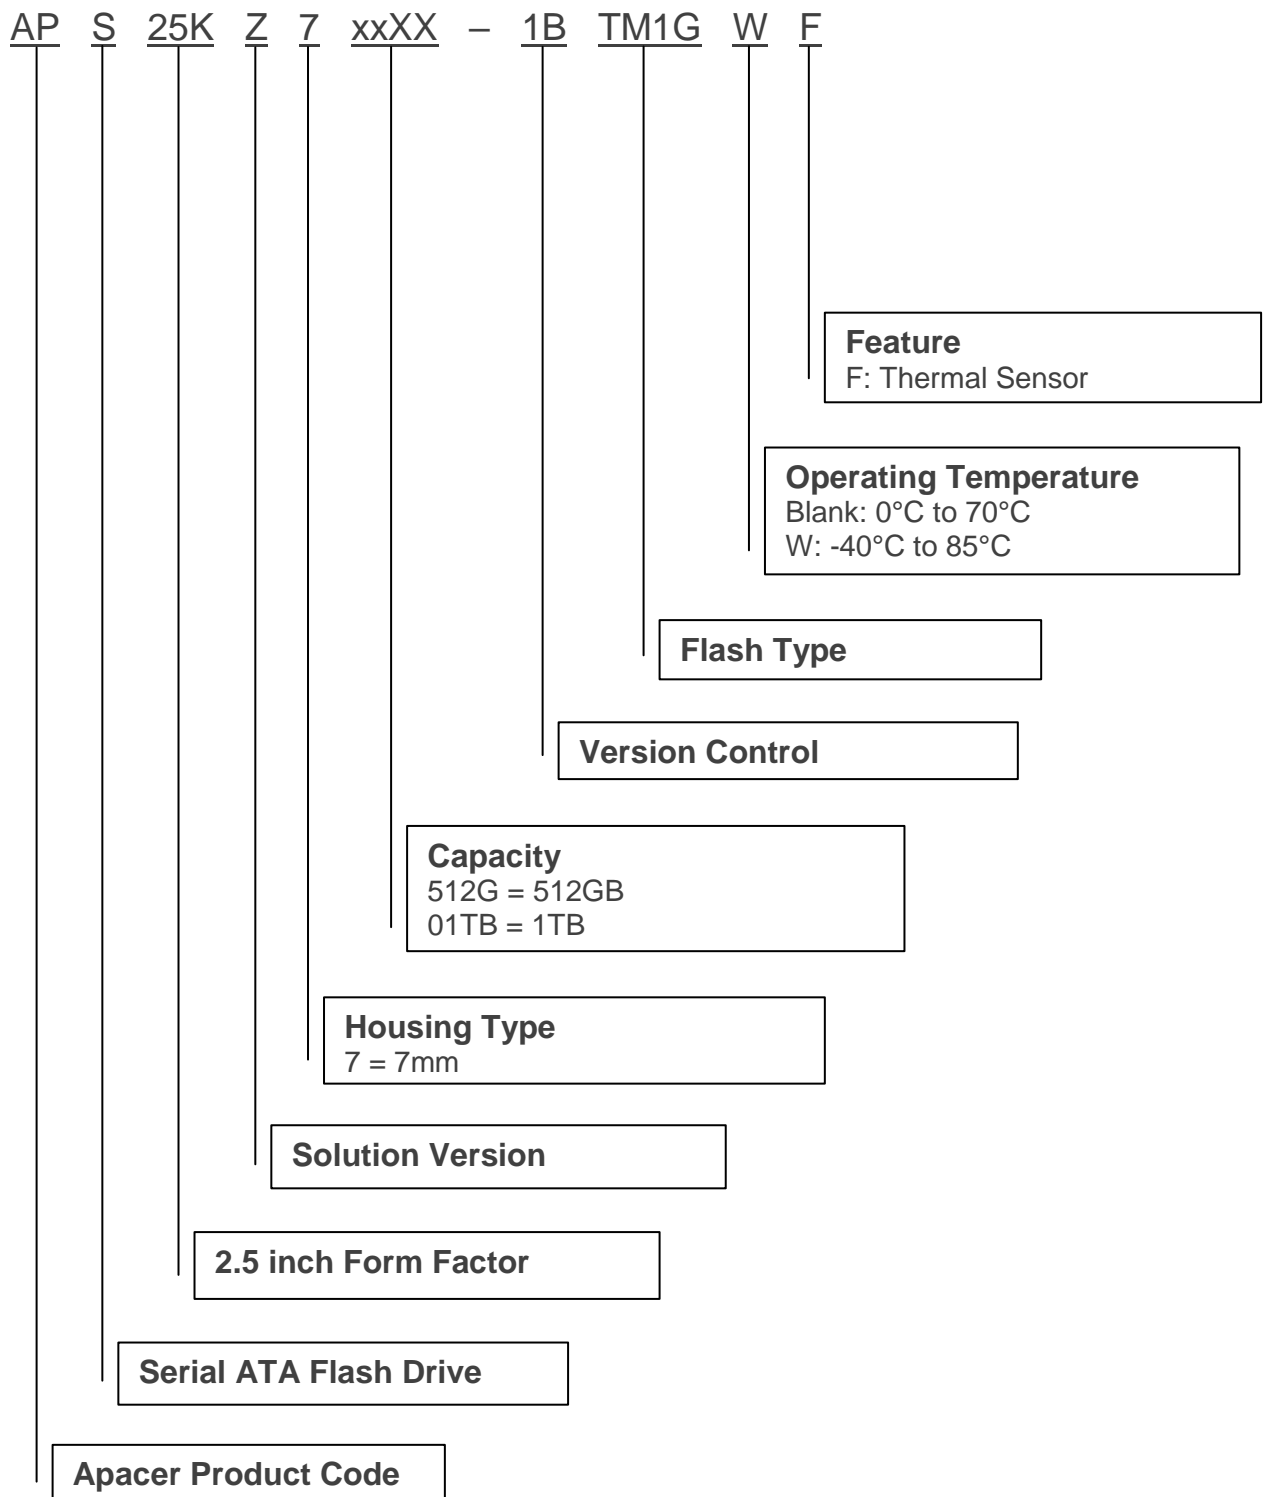 AP S 25K Z 7 xxXX – 1B TM1G W F
Feature
F: Thermal Sensor
Operating Temperature
Blank: 0°C to 70°C
W: -40°C to 85°C
Flash Type
Version Control
Capacity
512G = 512GB
01TB = 1TB
Housing Type
7 = 7mm
Solution Version
2.5 inch Form Factor
Serial ATA Flash Drive
Apacer Product Code